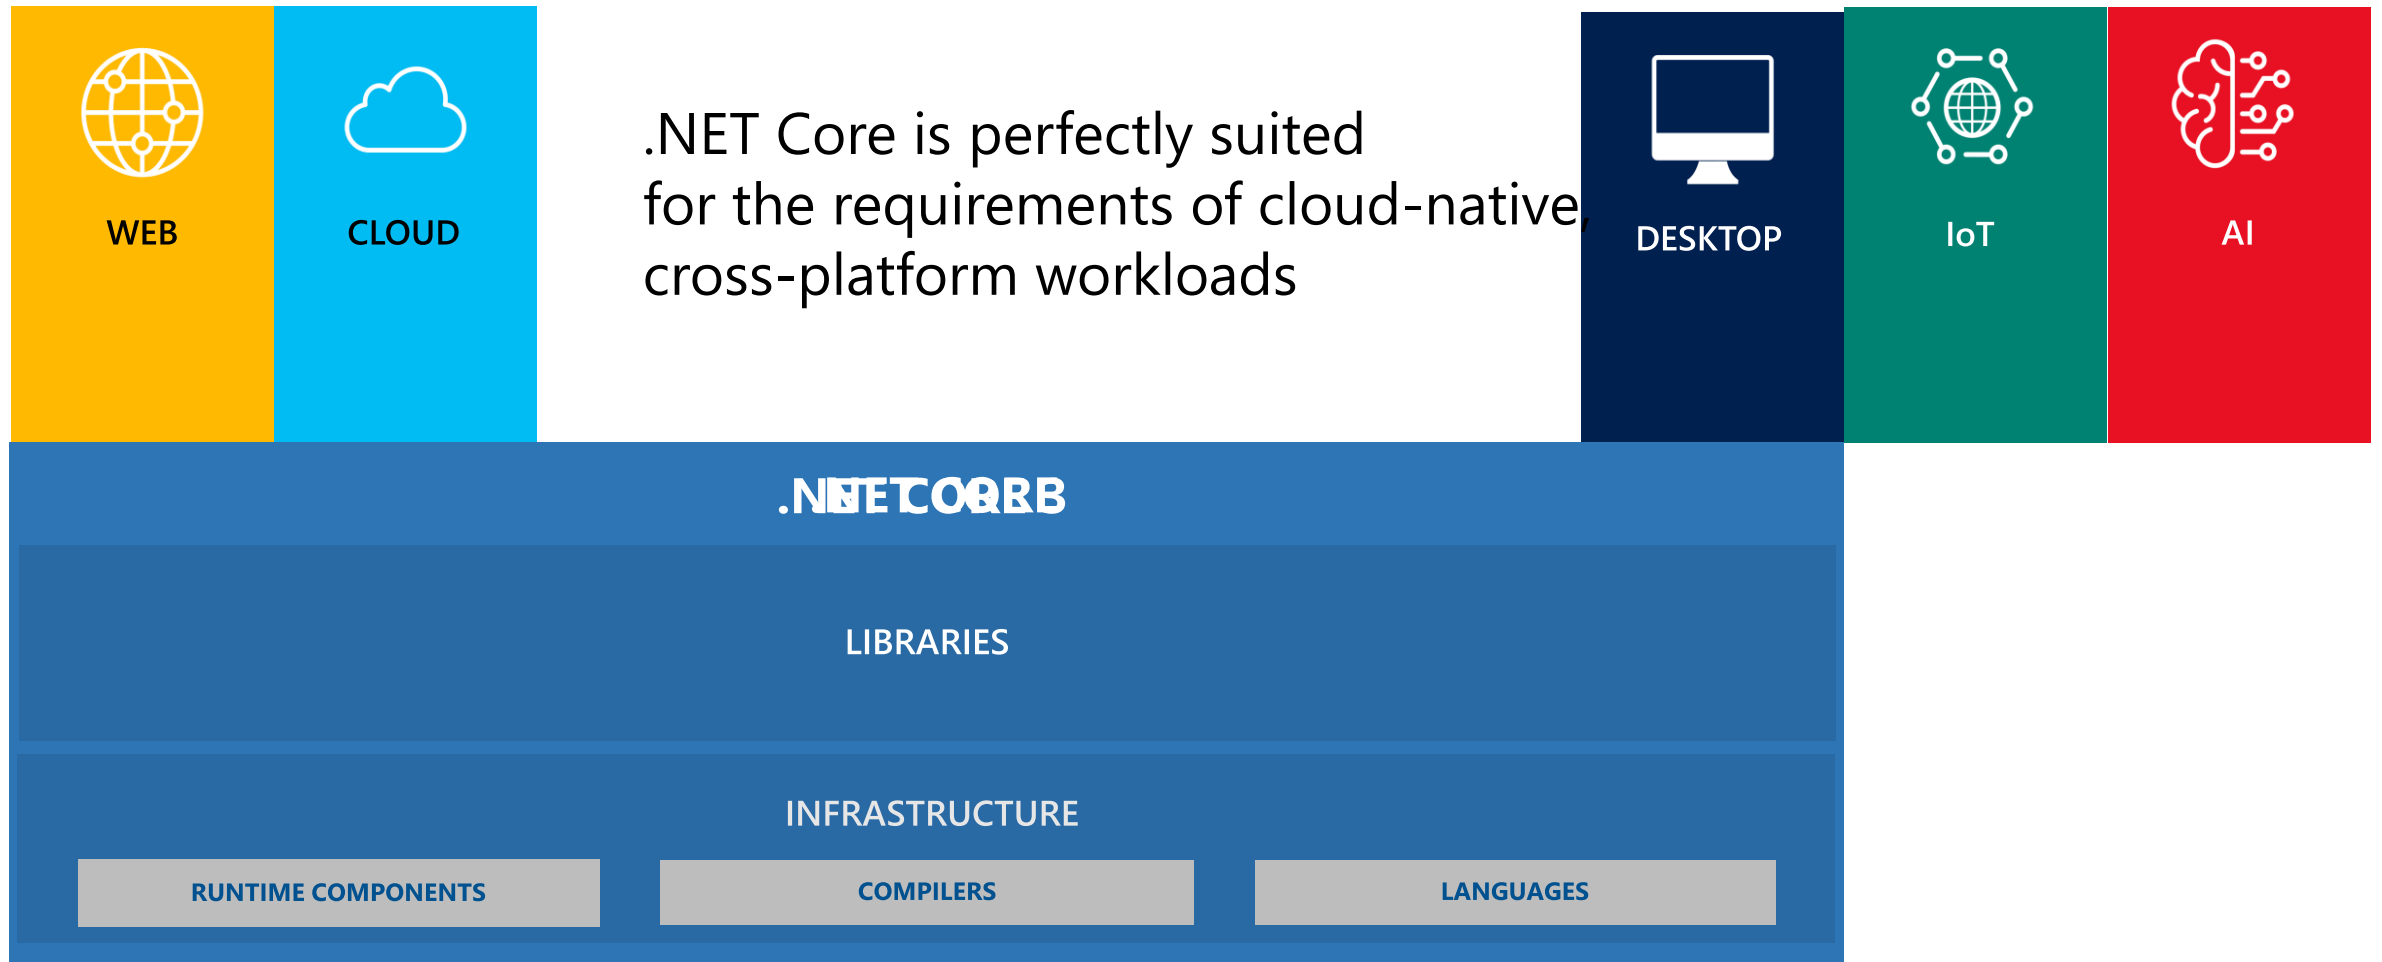 WEB
CLOUD
.NET Core is perfectly suited
for the requirements of cloud-native,
cross-platform workloads
DESKTOP
IoT
AI
LIBRARIES
INFRASTRUCTURE
RUNTIME COMPONENTS
COMPILERS
LANGUAGES